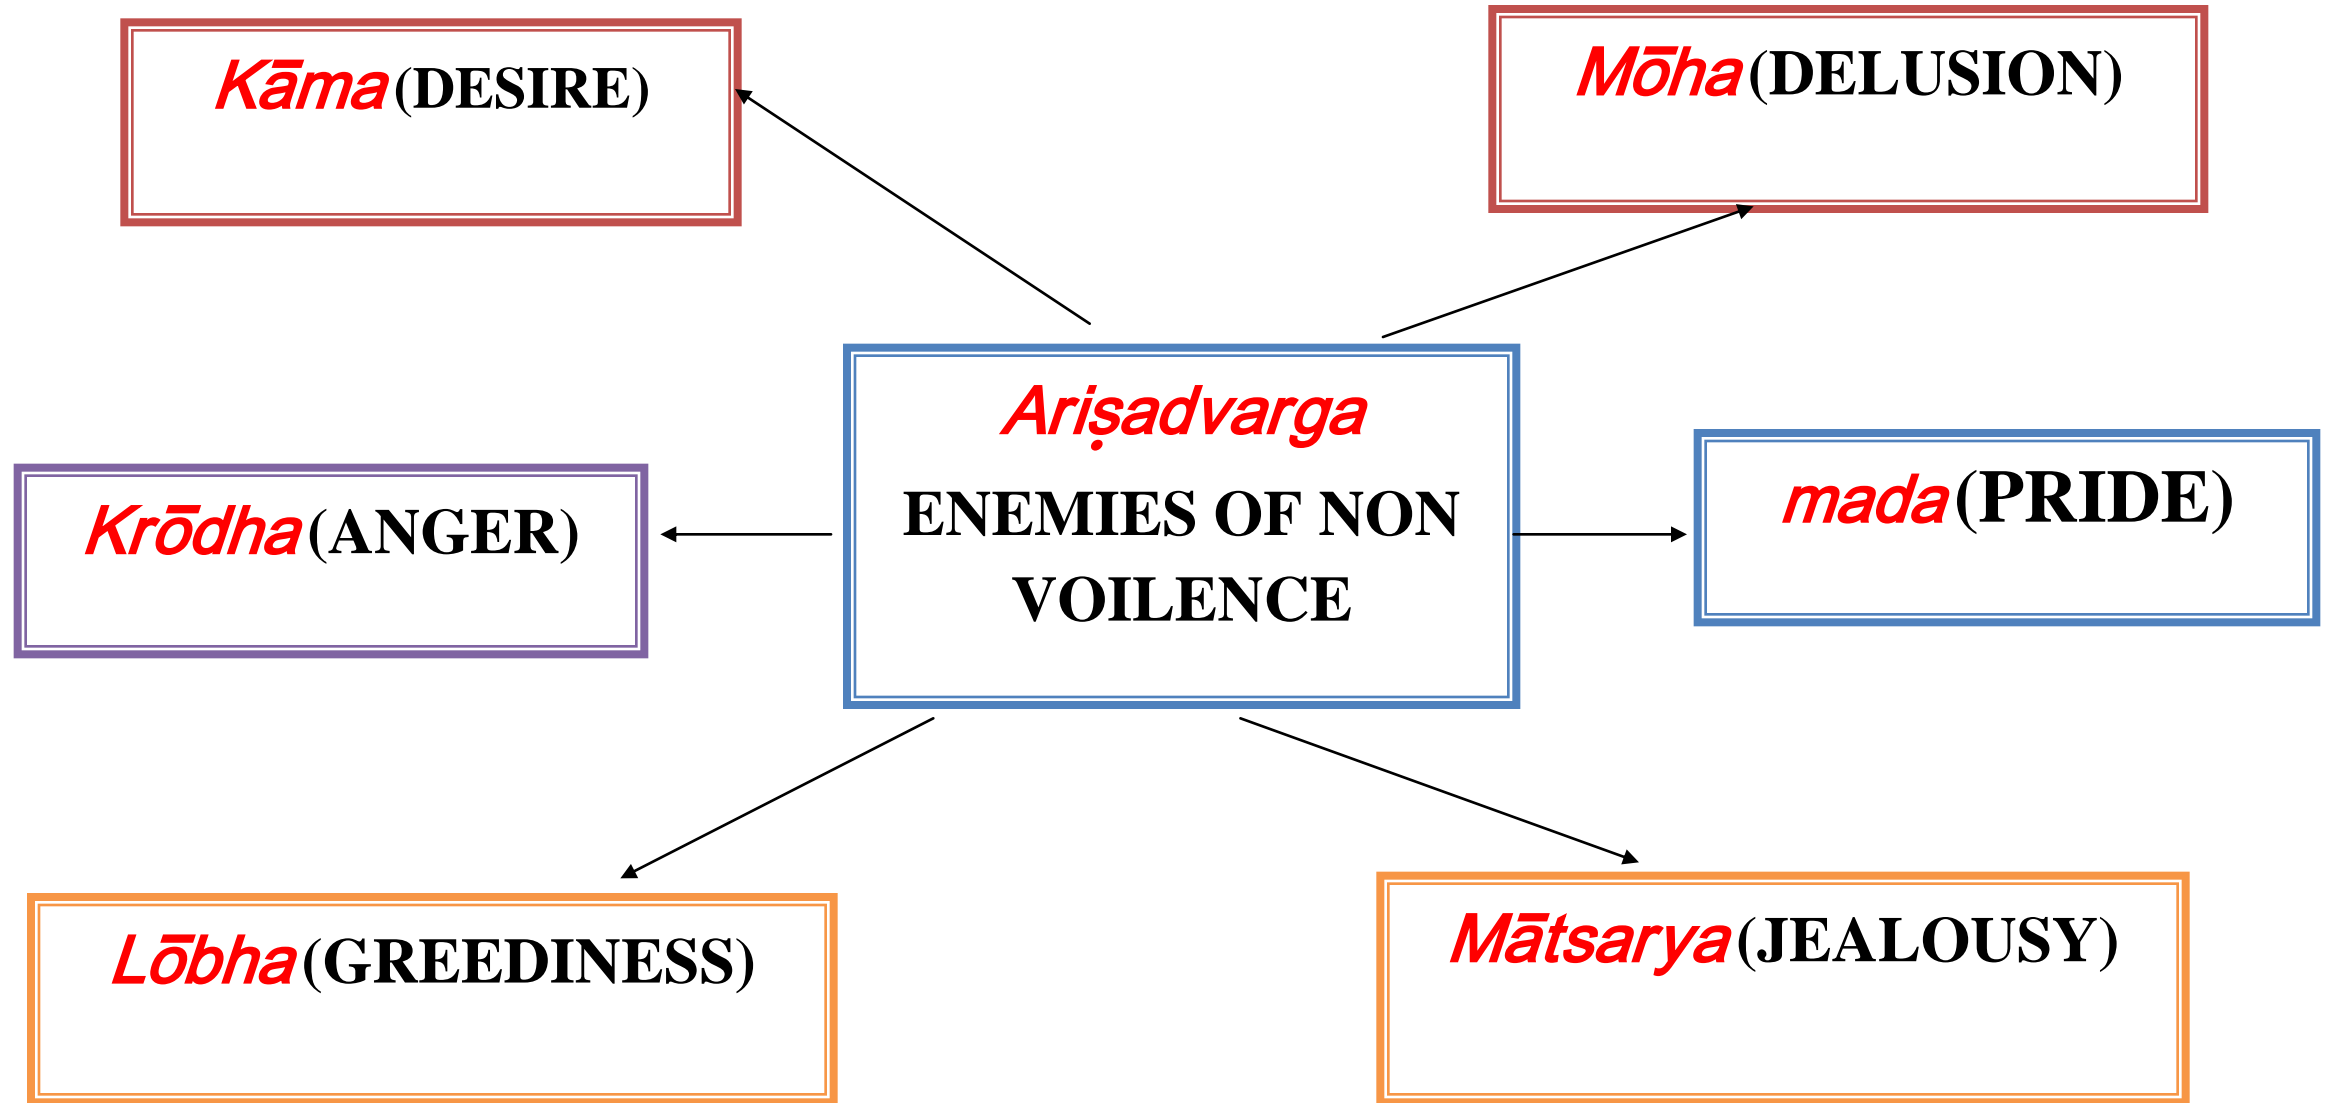 Kāma (DESIRE)
Mōha (DELUSION)
Ariṣadvarga
ENEMIES OF NON
VOILENCE
Krōdha (ANGER)
mada (PRIDE)
Lōbha (GREEDINESS)
Mātsarya (JEALOUSY)